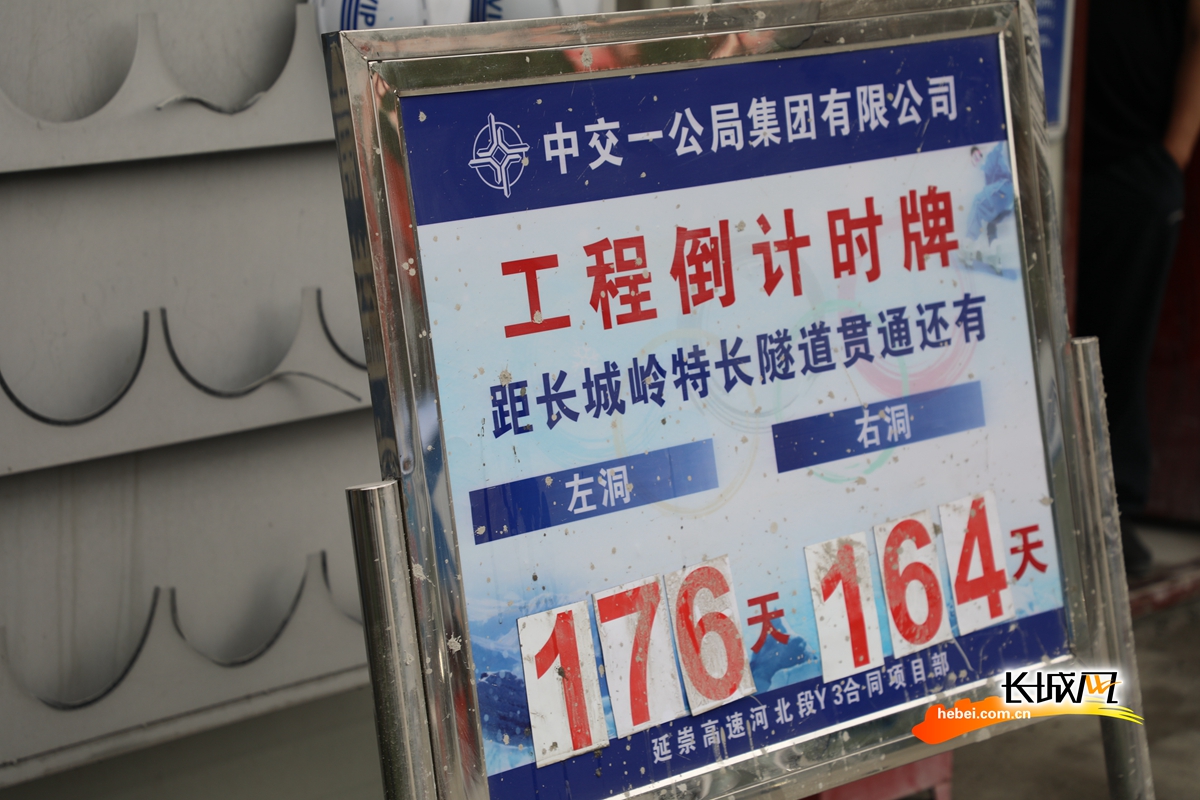 VIP
中交一公局集团有限公司
工程倒计时牌
距长城岭特长隧道贯通还有
左洞 右洞
176天 164天
延崇高速河北段Y3合同项目部
长城网
hebei.com.cn